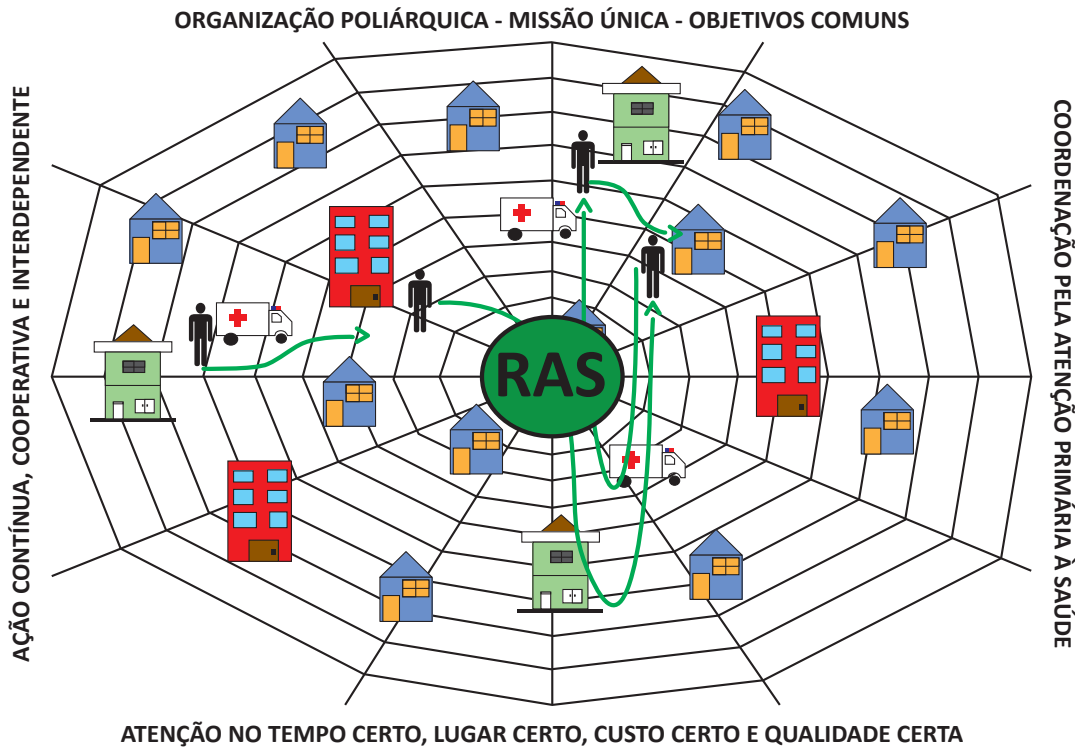 ORGANIZAÇÃO POLIÁRQUICA - MISSÃO ÚNICA - OBJETIVOS COMUNS
AÇÃO CONTÍNUA, COOPERATIVA E INTERDEPENDENTE
COORDENAÇÃO PELA ATENÇÃO PRIMÁRIA À SAÚDE
RAS
ATENÇÃO NO TEMPO CERTO, LUGAR CERTO, CUSTO CERTO E QUALIDADE CERTA